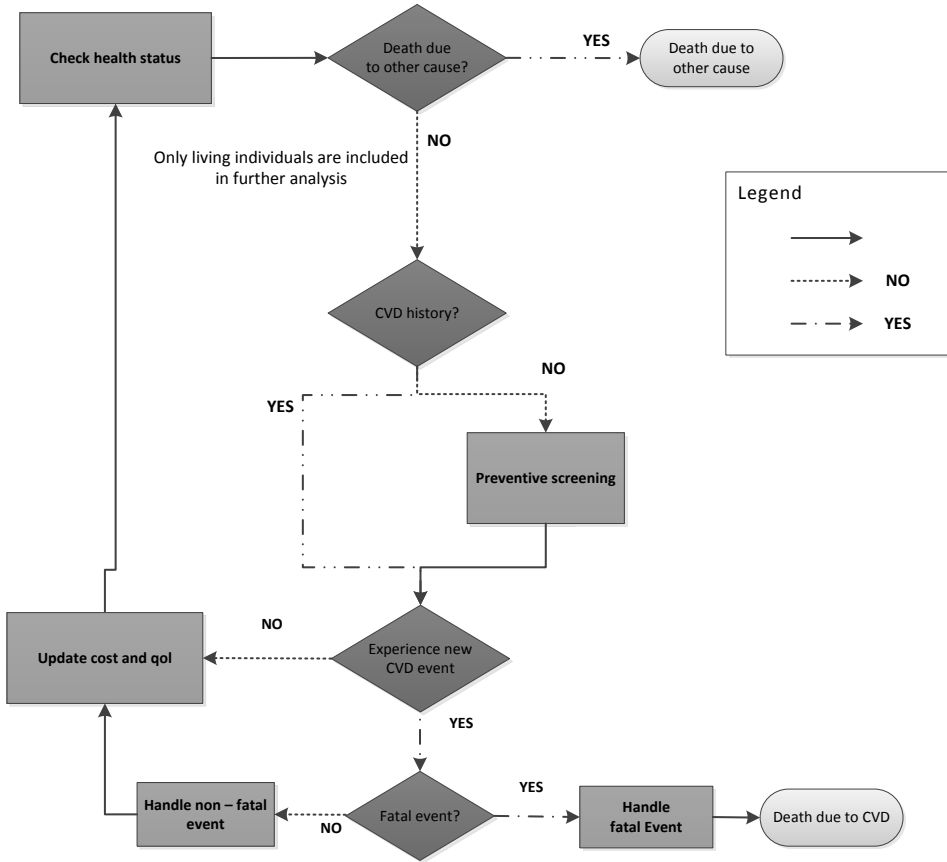 Check health status
Death due
to other cause?
YES
Death due to
other cause
NO
Only living individuals are included
in further analysis
Legend
NO
YES
CVD history?
NO
YES
Preventive screening
Update cost and qol
NO
Experience new
CVD event
YES
Handle non – fatal
event
NO
Fatal event?
YES
Handle
fatal Event
Death due to CVD